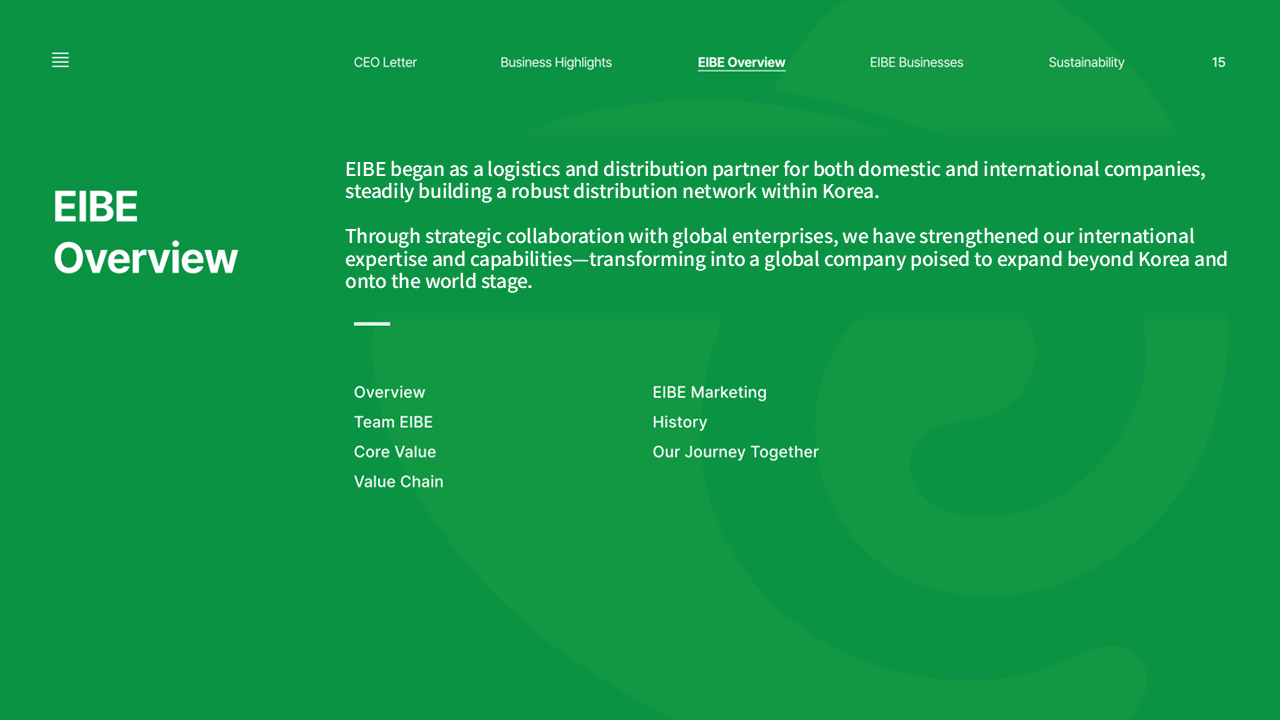 CEO Letter
Business Highlights
EIBE Overview
EIBE Businesses
Sustainability
15
EIBE
Overview
EIBE began as a logistics and distribution partner for both domestic and international companies,
steadily building a robust distribution network within Korea.
Through strategic collaboration with global enterprises, we have strengthened our international
expertise and capabilities—transforming into a global company poised to expand beyond Korea and
onto the world stage.
Overview
Team EIBE
Core Value
Value Chain
EIBE Marketing
History
Our Journey Together